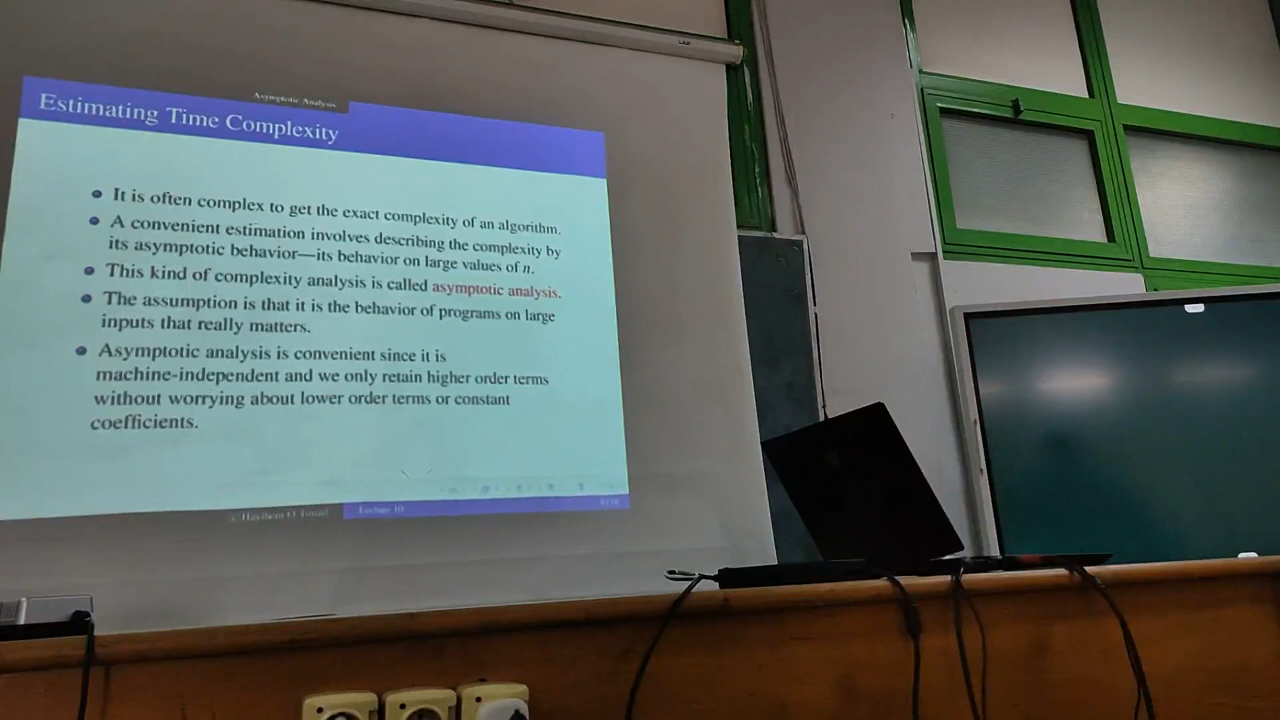 Asymptotic Analysis
Estimating Time Complexity
It is often complex to get the exact complexity of an algorithm.
A convenient estimation involves describing the complexity by
its asymptotic behavior—its behavior on large values of n.
This kind of complexity analysis is called asymptotic analysis.
The assumption is that it is the behavior of programs on large
inputs that really matters.
Asymptotic analysis is convenient since it is
machine-independent and we only retain higher order terms
without worrying about lower order terms or constant
coefficients.
© Haythem O. Ismail
Lecture 10